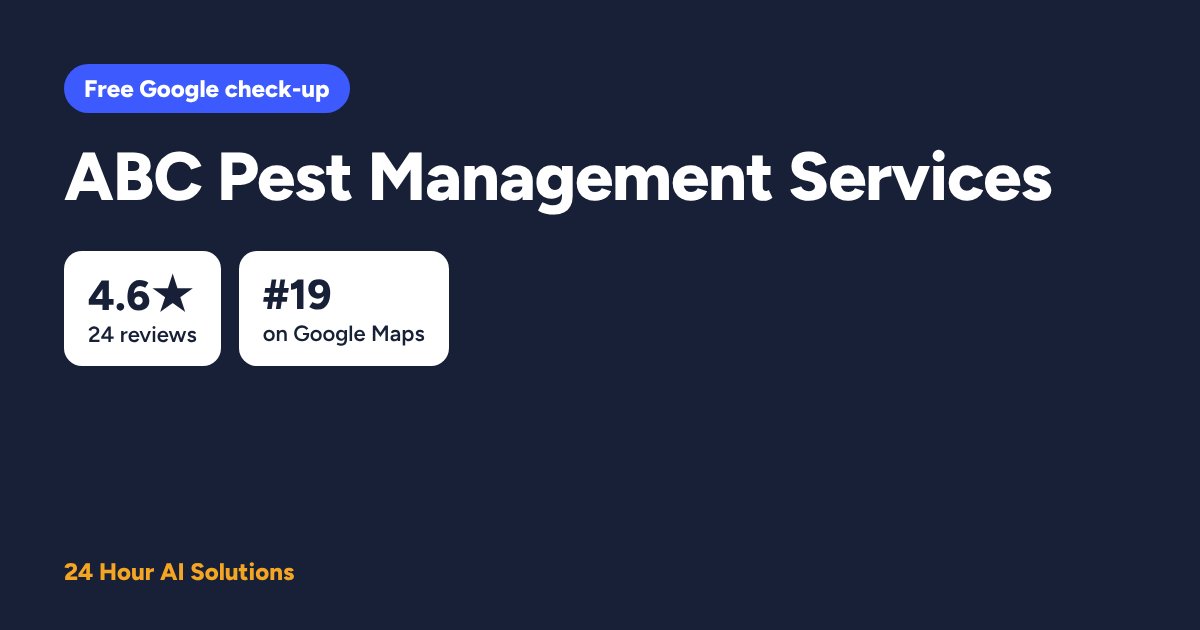 Free Google check-up
ABC Pest Management Services
4.6★
24 reviews
#19
on Google Maps
24 Hour AI Solutions